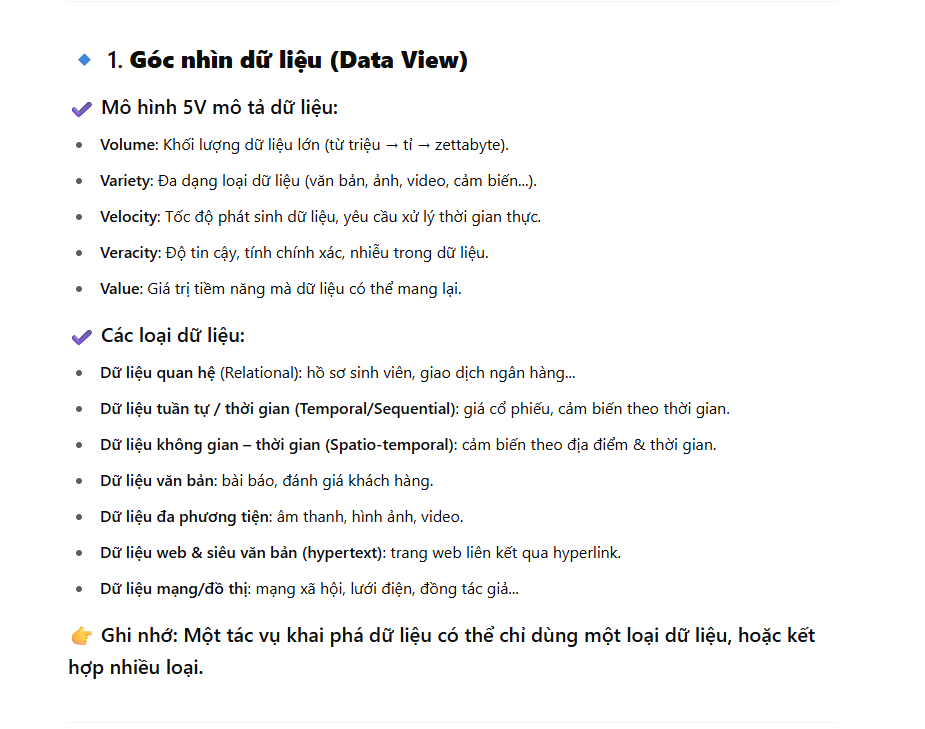 1. Góc nhìn dữ liệu (Data View)
Mô hình 5V mô tả dữ liệu:
• Volume: Khối lượng dữ liệu lớn (từ triệu → tỉ → zettabyte).
• Variety: Đa dạng loại dữ liệu (văn bản, ảnh, video, cảm biến...).
• Velocity: Tốc độ phát sinh dữ liệu, yêu cầu xử lý thời gian thực.
• Veracity: Độ tin cậy, tính chính xác, nhiễu trong dữ liệu.
• Value: Giá trị tiềm năng mà dữ liệu có thể mang lại.
Các loại dữ liệu:
• Dữ liệu quan hệ (Relational): hồ sơ sinh viên, giao dịch ngân hàng...
• Dữ liệu tuần tự / thời gian (Temporal/Sequential): giá cổ phiếu, cảm biến theo thời gian.
• Dữ liệu không gian – thời gian (Spatio-temporal): cảm biến theo địa điểm & thời gian.
• Dữ liệu văn bản: bài báo, đánh giá khách hàng.
• Dữ liệu đa phương tiện: âm thanh, hình ảnh, video.
• Dữ liệu web & siêu văn bản (hypertext): trang web liên kết qua hyperlink.
• Dữ liệu mạng/đồ thị: mạng xã hội, lưới điện, đồng tác giả...
👉 Ghi nhớ: Một tác vụ khai phá dữ liệu có thể chỉ dùng một loại dữ liệu, hoặc kết
hợp nhiều loại.